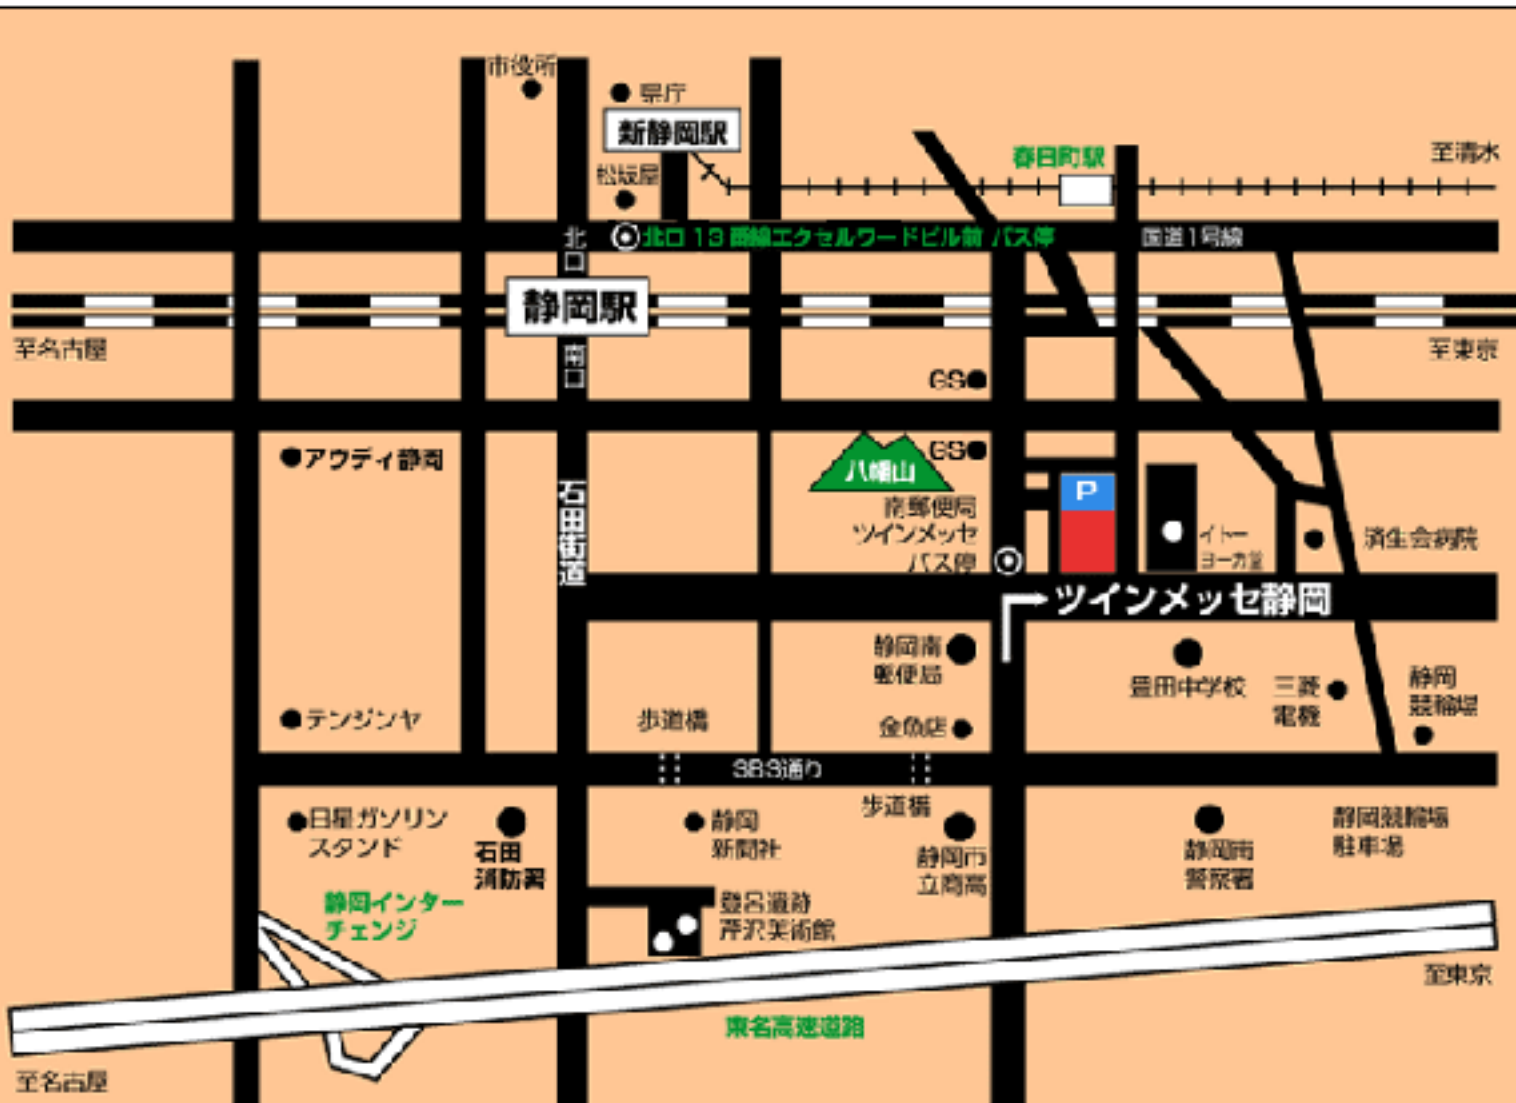 市役所
県庁
新静岡駅
春日町駅
至清水
松坂屋
北口
北口 13 番線エクセルワードビル前 バス停
国道1号線
静岡駅
至名古屋
南口
至東京
GS
GS
アウディ静岡
八幡山
P
石田街道
南郵便局
ツインメッセ
バス停
イトー
ヨーカ堂
済生会病院
ツインメッセ静岡
静岡南
郵便局
豊田中学校
三菱
電機
静岡
競輪場
テンジンヤ
歩道橋
金魚店
SBS通り
日星ガソリン
スタンド
石田
消防署
静岡
新聞社
歩道橋
静岡市
立商高
静岡南
警察署
静岡競輪場
駐車場
静岡インター
チェンジ
登呂遺跡
芹沢美術館
至東京
東名高速道路
至名古屋